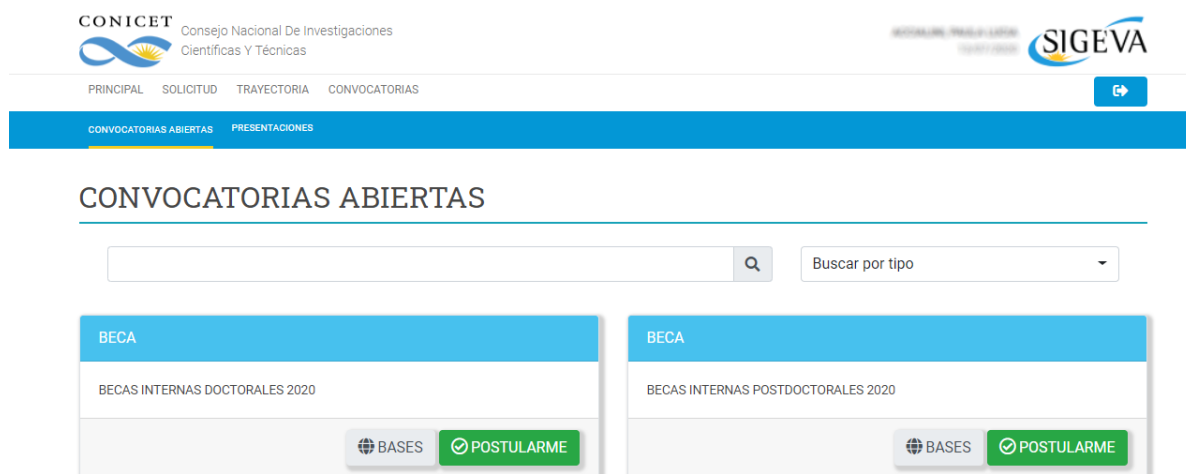 CONICET
Consejo Nacional De Investigaciones
Científicas Y Técnicas
SIGEVA
PRINCIPAL SOLICITUD TRAYECTORIA CONVOCATORIAS
CONVOCATORIAS ABIERTAS PRESENTACIONES
CONVOCATORIAS ABIERTAS
Buscar por tipo
BECA
BECAS INTERNAS DOCTORALES 2020
BASES POSTULARME
BECA
BECAS INTERNAS POSTDOCTORALES 2020
BASES POSTULARME